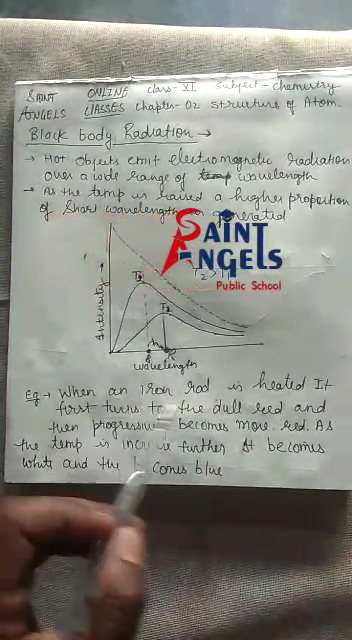 SAINT ONLINE class-XI subject-chemistry
ANGELS CLASSES chapter-02 structure of Atom.
Black body Radiation →
→ Hot objects emit electromagnetic radiation
over a wide range of wavelength
→ As the temp is raised a higher proportion
of short wavelength generated
SAINT
ANGELS
Public School
T2 > T1
T1
T2
Intensity →
wavelength
Eg → When an iron rod is heated It
first turns to the dull red and
then progressive becomes more red. As
the temp is further It becomes
white and the comes blue